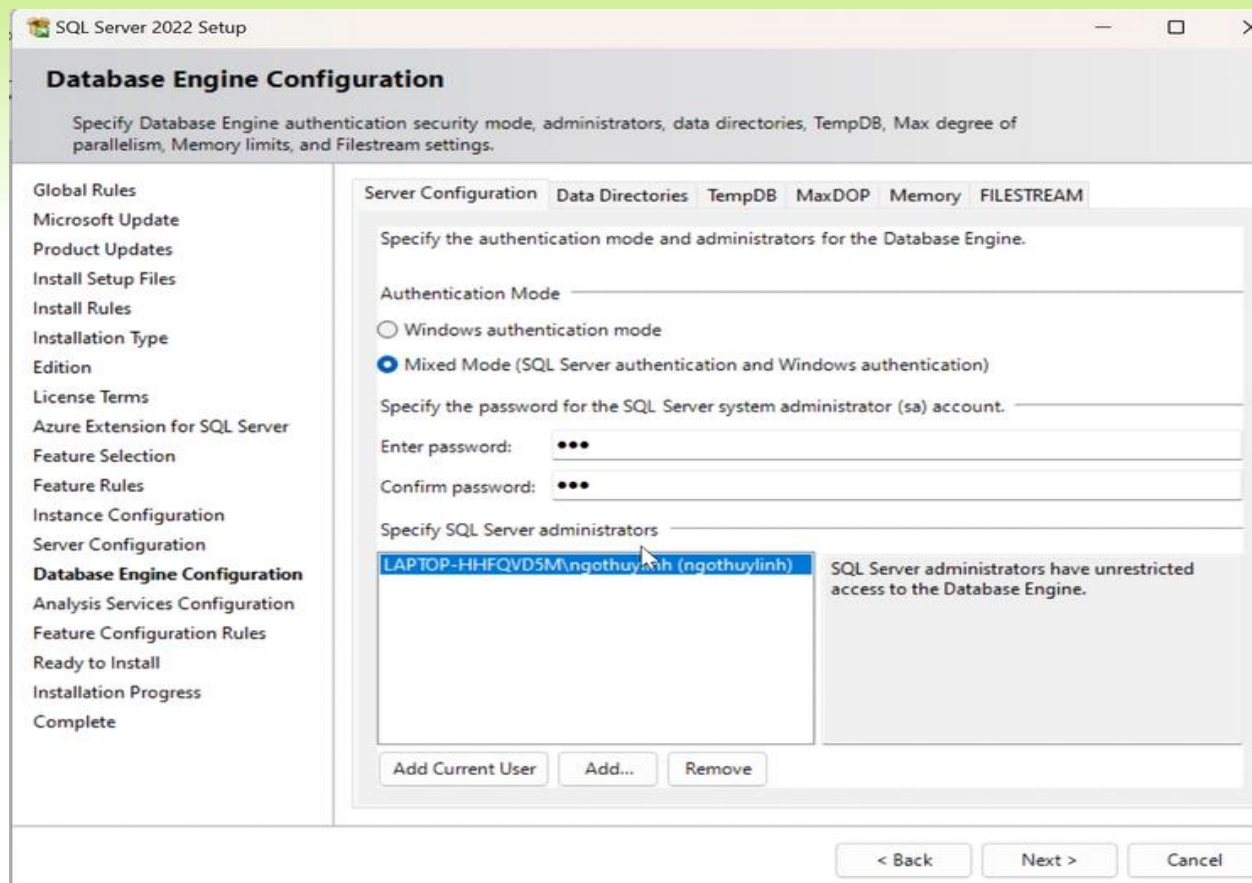 SQL Server 2022 Setup
Database Engine Configuration
Specify Database Engine authentication security mode, administrators, data directories, TempDB, Max degree of
parallelism, Memory limits, and Filestream settings.
Global Rules
Microsoft Update
Product Updates
Install Setup Files
Install Rules
Installation Type
Edition
License Terms
Azure Extension for SQL Server
Feature Selection
Feature Rules
Instance Configuration
Server Configuration
Database Engine Configuration
Analysis Services Configuration
Feature Configuration Rules
Ready to Install
Installation Progress
Complete
Server Configuration Data Directories TempDB MaxDOP Memory FILESTREAM
Specify the authentication mode and administrators for the Database Engine.
Authentication Mode
Windows authentication mode
Mixed Mode (SQL Server authentication and Windows authentication)
Specify the password for the SQL Server system administrator (sa) account.
Enter password: •••
Confirm password: •••
Specify SQL Server administrators
LAPTOP-HHFQVD5M\ngothuylinh (ngothuylinh)
SQL Server administrators have unrestricted
access to the Database Engine.
Add Current User Add... Remove
< Back Next > Cancel